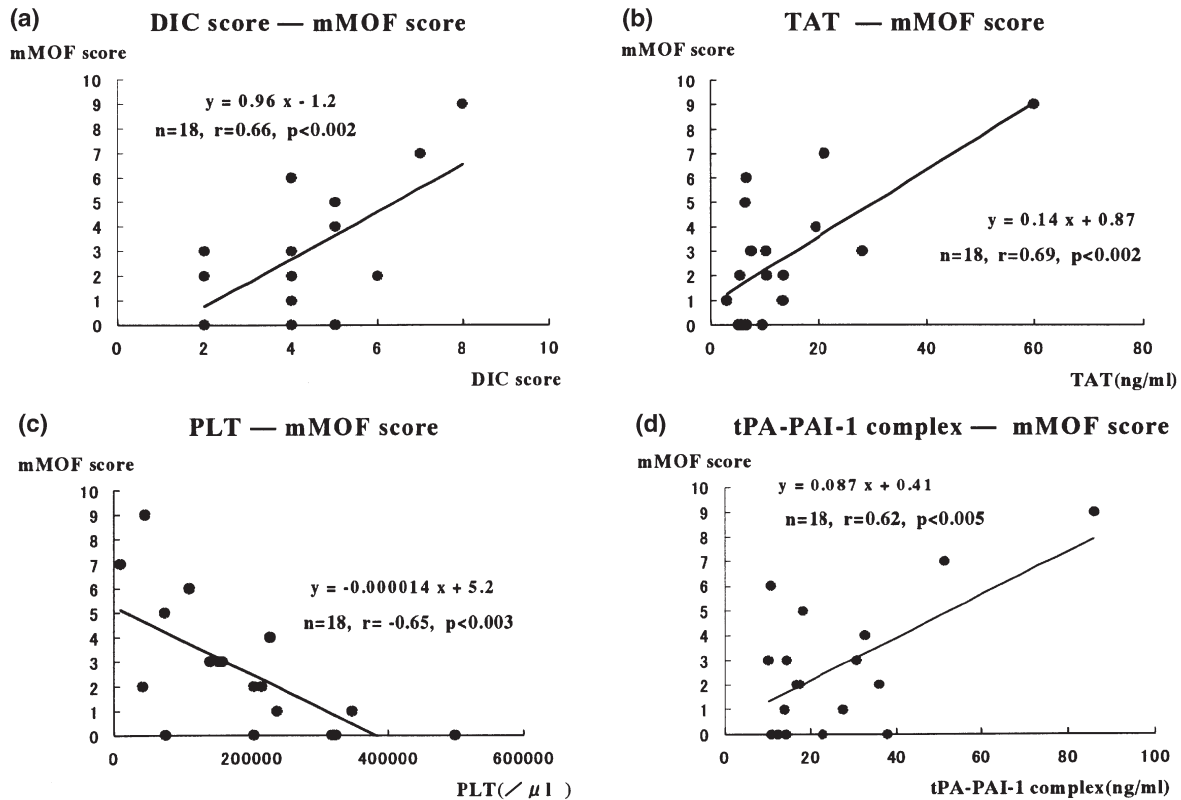 (a)
DIC score — mMOF score
mMOF score
10
9
8
7
6
5
4
3
2
1
0
y = 0.96 x - 1.2
n=18, r=0.66, p<0.002
0 2 4 6 8 10
DIC score
(b)
TAT — mMOF score
mMOF score
10
9
8
7
6
5
4
3
2
1
0
y = 0.14 x + 0.87
n=18, r=0.69, p<0.002
0 20 40 60 80
TAT(ng/ml)
(c)
PLT — mMOF score
mMOF score
10
9
8
7
6
5
4
3
2
1
0
y = -0.000014 x + 5.2
n=18, r= -0.65, p<0.003
0 200000 400000 600000
PLT(／μl )
(d)
tPA-PAI-1 complex — mMOF score
mMOF score
10
9
8
7
6
5
4
3
2
1
0
y = 0.087 x + 0.41
n=18, r=0.62, p<0.005
0 20 40 60 80 100
tPA-PAI-1 complex(ng/ml)